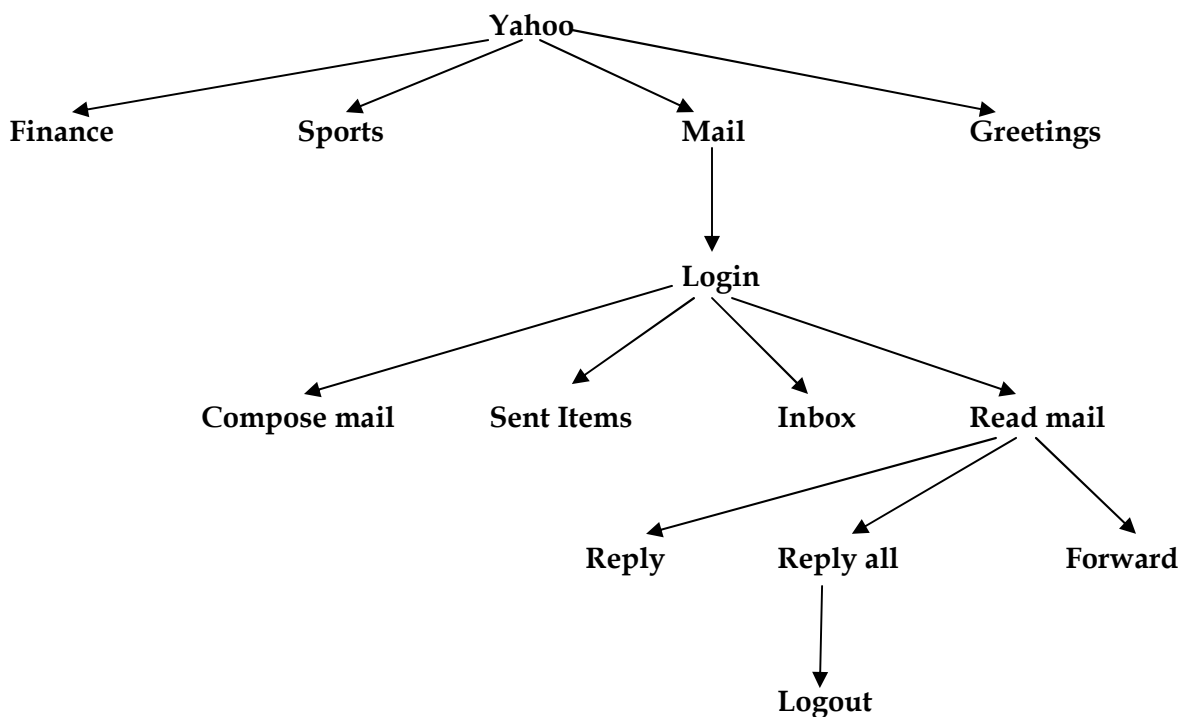 Yahoo
Finance Sports Mail Greetings
Login
Compose mail Sent Items Inbox Read mail
Reply Reply all Forward
Logout